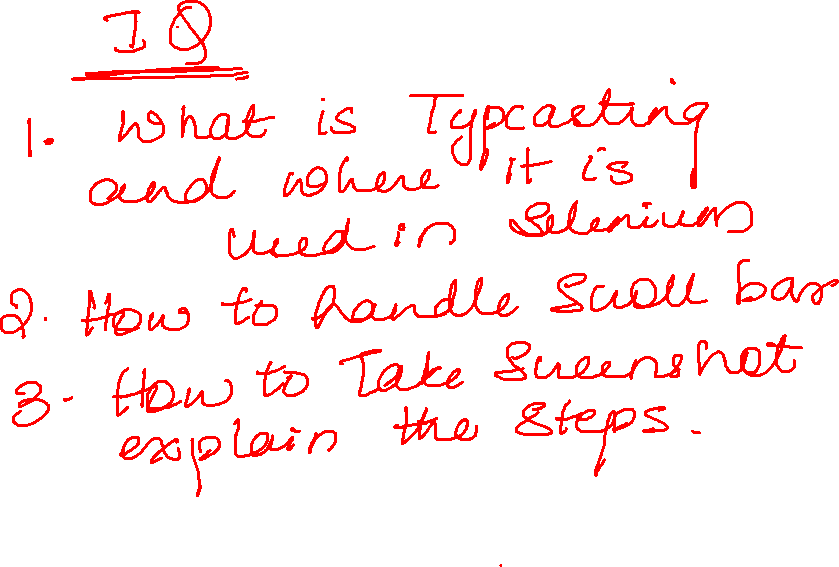 IQ
1. What is Typcasting
and where it is
used in Selenium
2. How to handle Scroll bar
3. How to Take Screenshot
explain the steps.